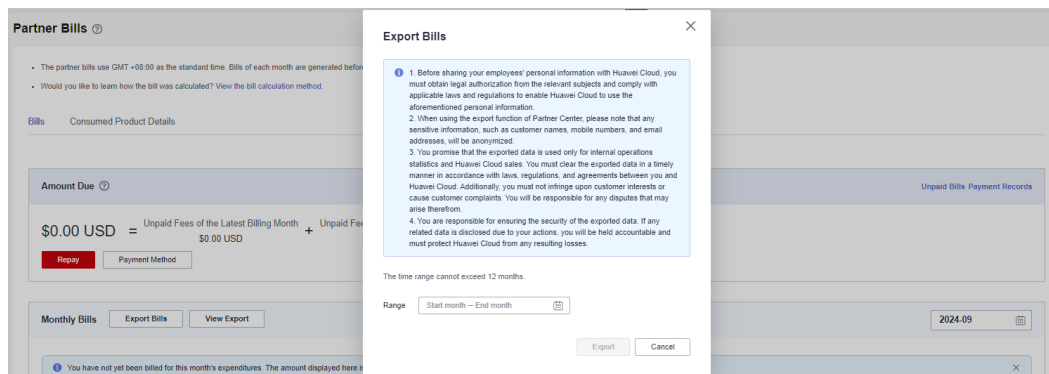 Partner Bills
Export Bills
The partner bills use GMT +08:00 as the standard time. Bills of each month are generated before
Would you like to learn how the bill was calculated? View the bill calculation method.
Bills Consumed Product Details
1. Before sharing your employees' personal information with Huawei Cloud, you
must obtain legal authorization from the relevant subjects and comply with
applicable laws and regulations to enable Huawei Cloud to use the
aforementioned personal information.
2. When using the export function of Partner Center, please note that any
sensitive information, such as customer names, mobile numbers, and email
addresses, will be anonymized.
3. You promise that the exported data is used only for internal operations
statistics and Huawei Cloud sales. You must clear the exported data in a timely
manner in accordance with laws, regulations, and agreements between you and
Huawei Cloud. Additionally, you must not infringe upon customer interests or
cause customer complaints. You will be responsible for any disputes that may
arise therefrom.
4. You are responsible for ensuring the security of the exported data. If any
related data is disclosed due to your actions, you will be held accountable and
must protect Huawei Cloud from any resulting losses.
Amount Due
Unpaid Bills Payment Records
$0.00 USD = Unpaid Fees of the Latest Billing Month + Unpaid
$0.00 USD
Repay Payment Method
The time range cannot exceed 12 months.
Range Start month — End month
Monthly Bills Export Bills View Export
2024-09
Export Cancel
You have not yet been billed for this month's expenditures. The amount displayed here is